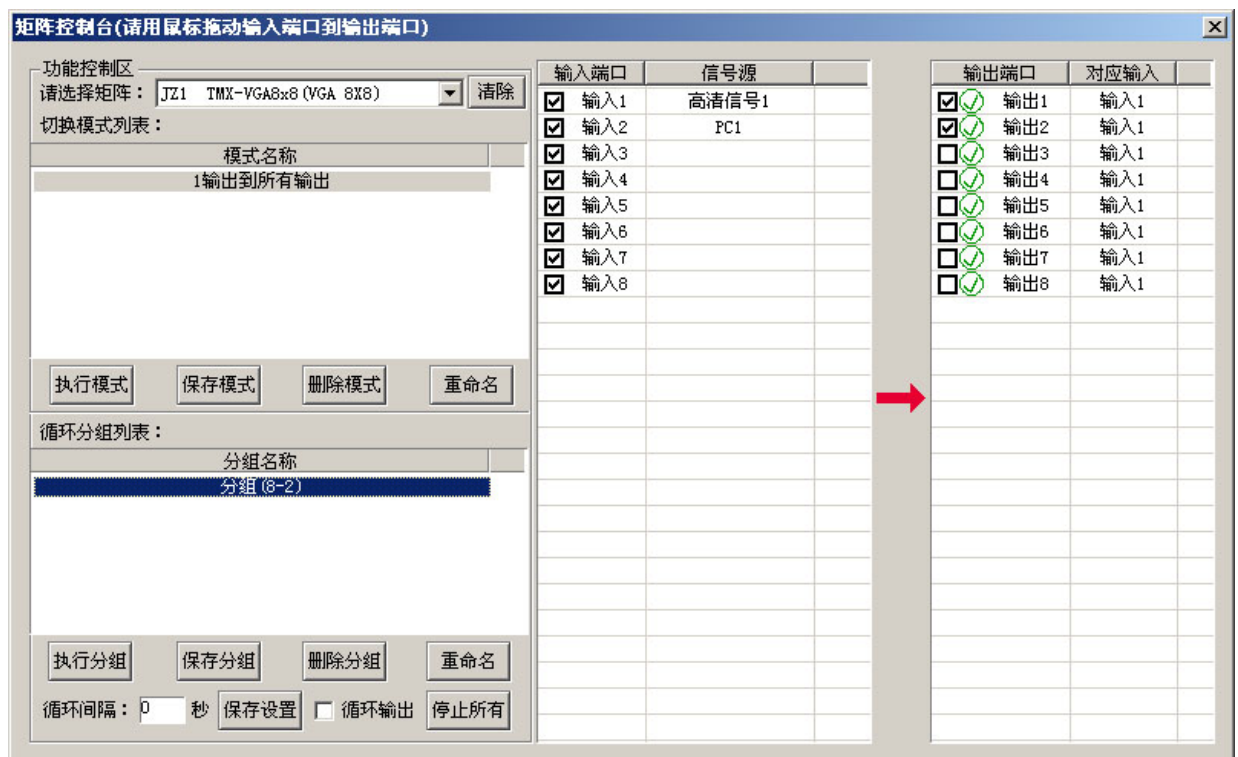 矩阵控制台(请用鼠标拖动输入端口到输出端口)
功能控制区
请选择矩阵： JZ1 TMX-VGA8x8(VGA 8X8) 清除
切换模式列表：
模式名称
1输出到所有输出
执行模式 保存模式 删除模式 重命名
循环分组列表：
分组名称
分组(8-2)
执行分组 保存分组 删除分组 重命名
循环间隔： 0 秒 保存设置 循环输出 停止所有
输入端口 信号源
输入1 高清信号1
输入2 PC1
输入3
输入4
输入5
输入6
输入7
输入8
输出端口 对应输入
输出1 输入1
输出2 输入1
输出3 输入1
输出4 输入1
输出5 输入1
输出6 输入1
输出7 输入1
输出8 输入1